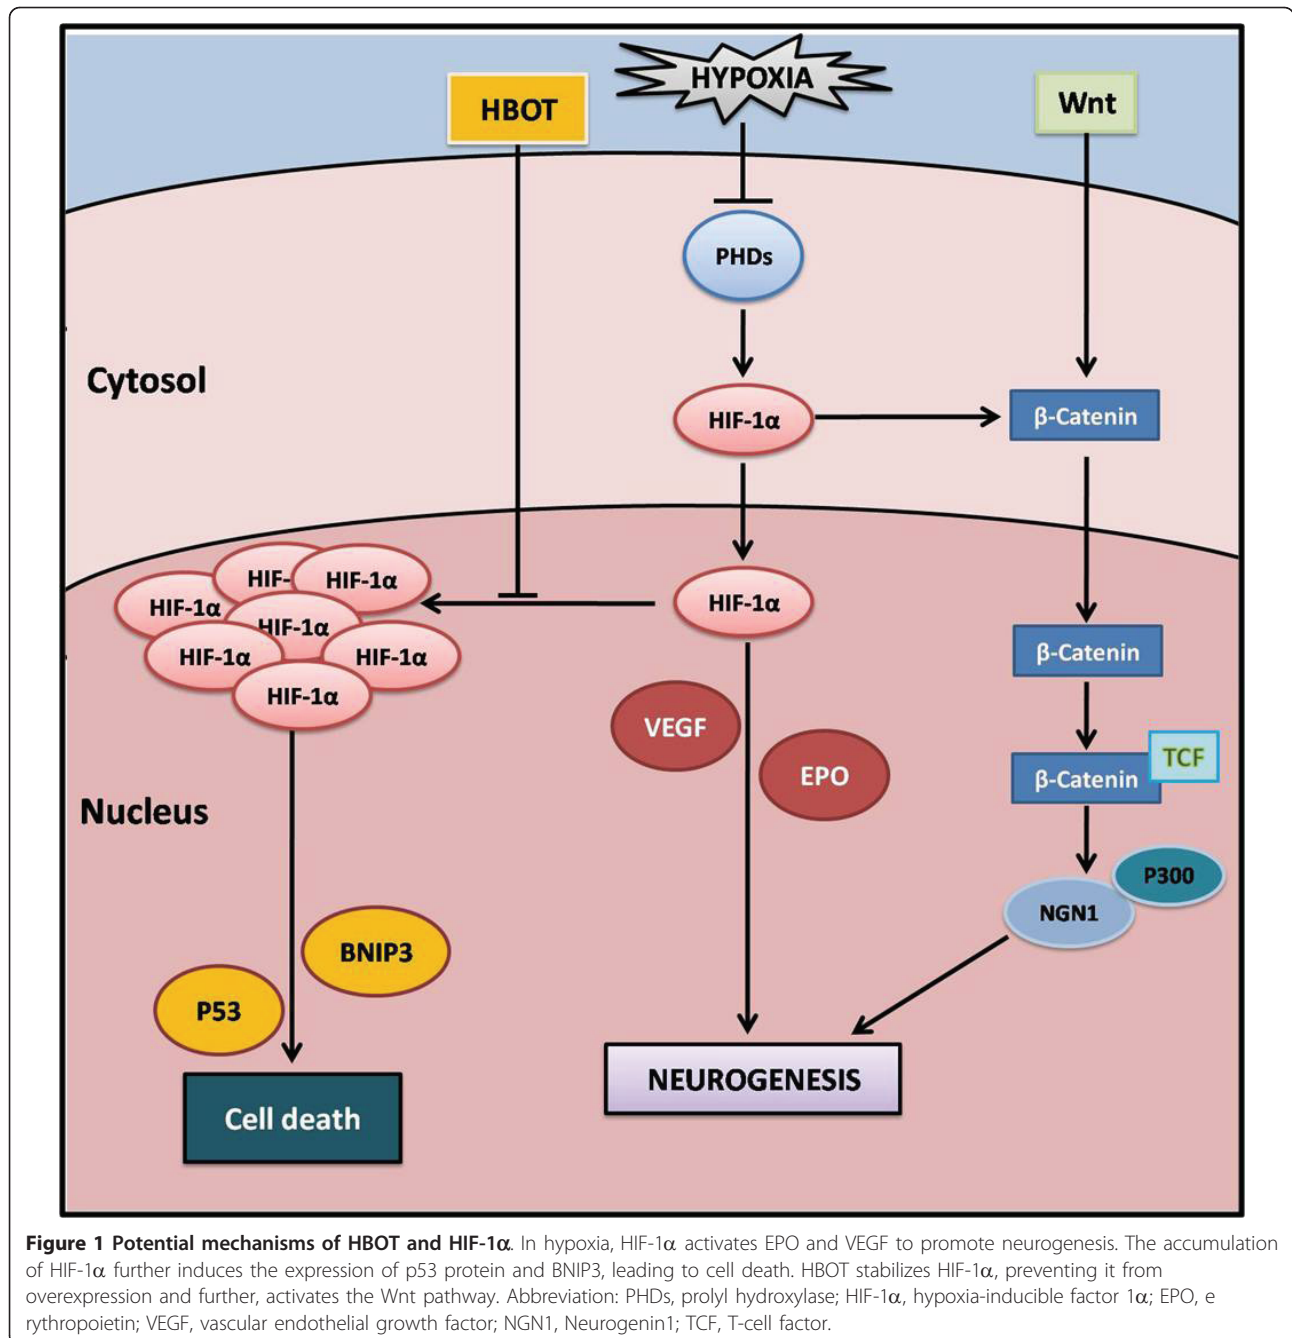 HYPOXIA
HBOT
Wnt
PHDs
Cytosol
HIF-1α
β-Catenin
HIF-
HIF-1α
HIF-1α
HIF-1α
HIF-1α
HIF-1α
HIF-1α
HIF-1α
β-Catenin
VEGF
EPO
TCF
β-Catenin
Nucleus
P300
NGN1
BNIP3
P53
NEUROGENESIS
Cell death
Figure 1 Potential mechanisms of HBOT and HIF-1α. In hypoxia, HIF-1α activates EPO and VEGF to promote neurogenesis. The accumulation
of HIF-1α further induces the expression of p53 protein and BNIP3, leading to cell death. HBOT stabilizes HIF-1α, preventing it from
overexpression and further, activates the Wnt pathway. Abbreviation: PHDs, prolyl hydroxylase; HIF-1α, hypoxia-inducible factor 1α; EPO, e
rythropoietin; VEGF, vascular endothelial growth factor; NGN1, Neurogenin1; TCF, T-cell factor.